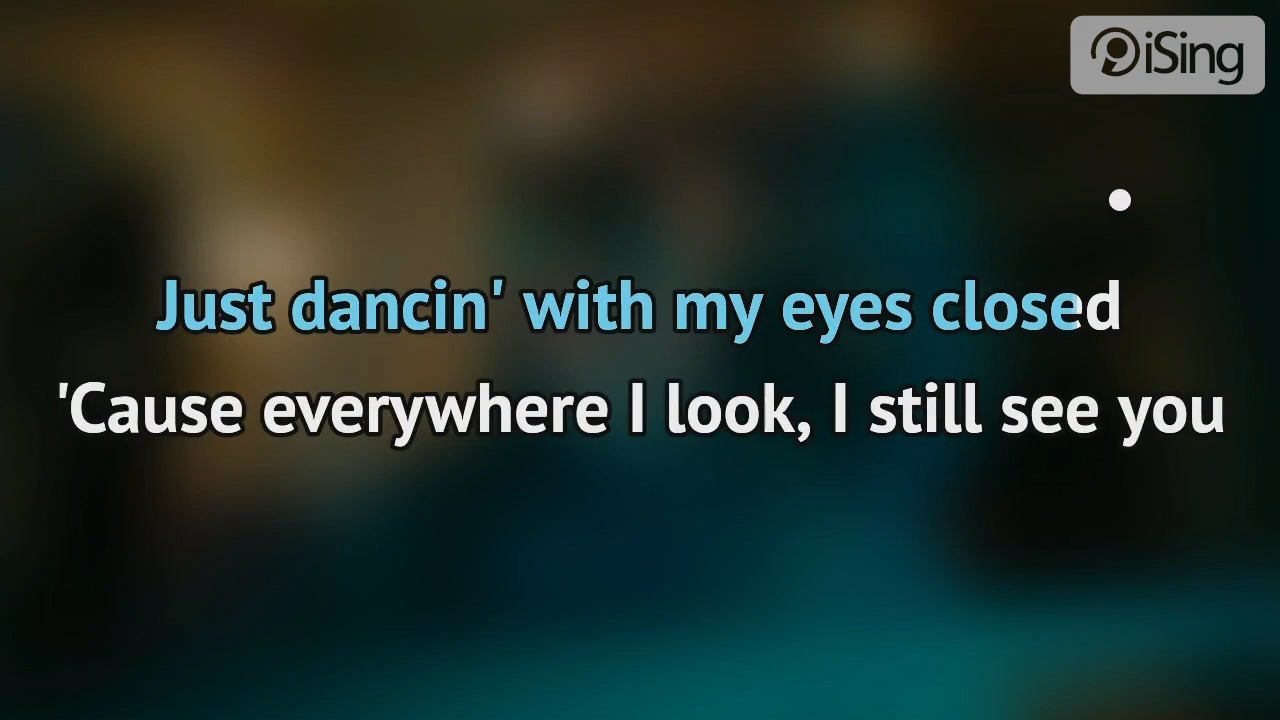 iSing
Just dancin' with my eyes closed
'Cause everywhere I look, I still see you